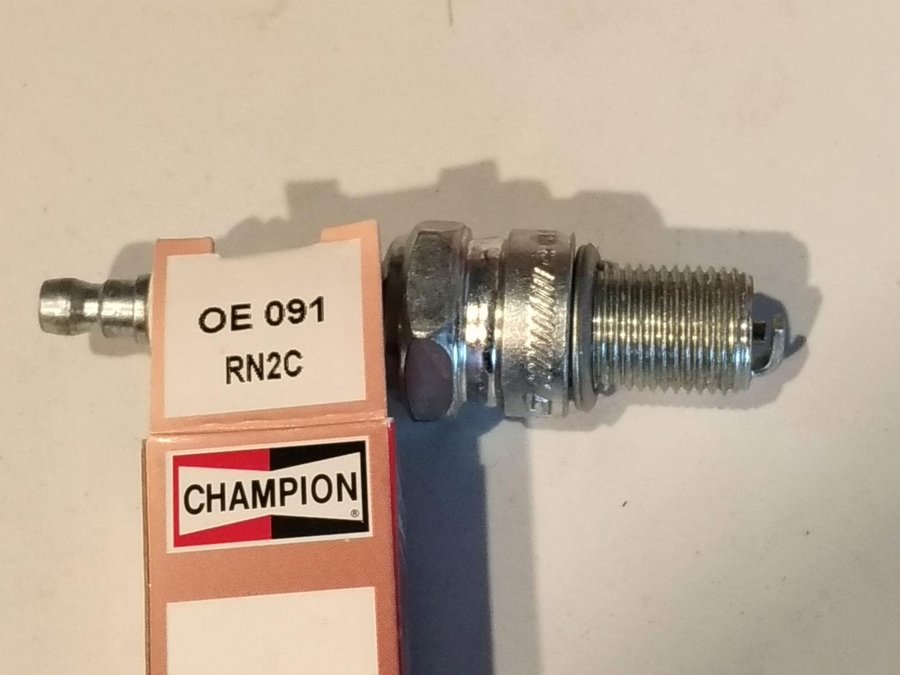 OE 091
RN2C
CHAMPION
®